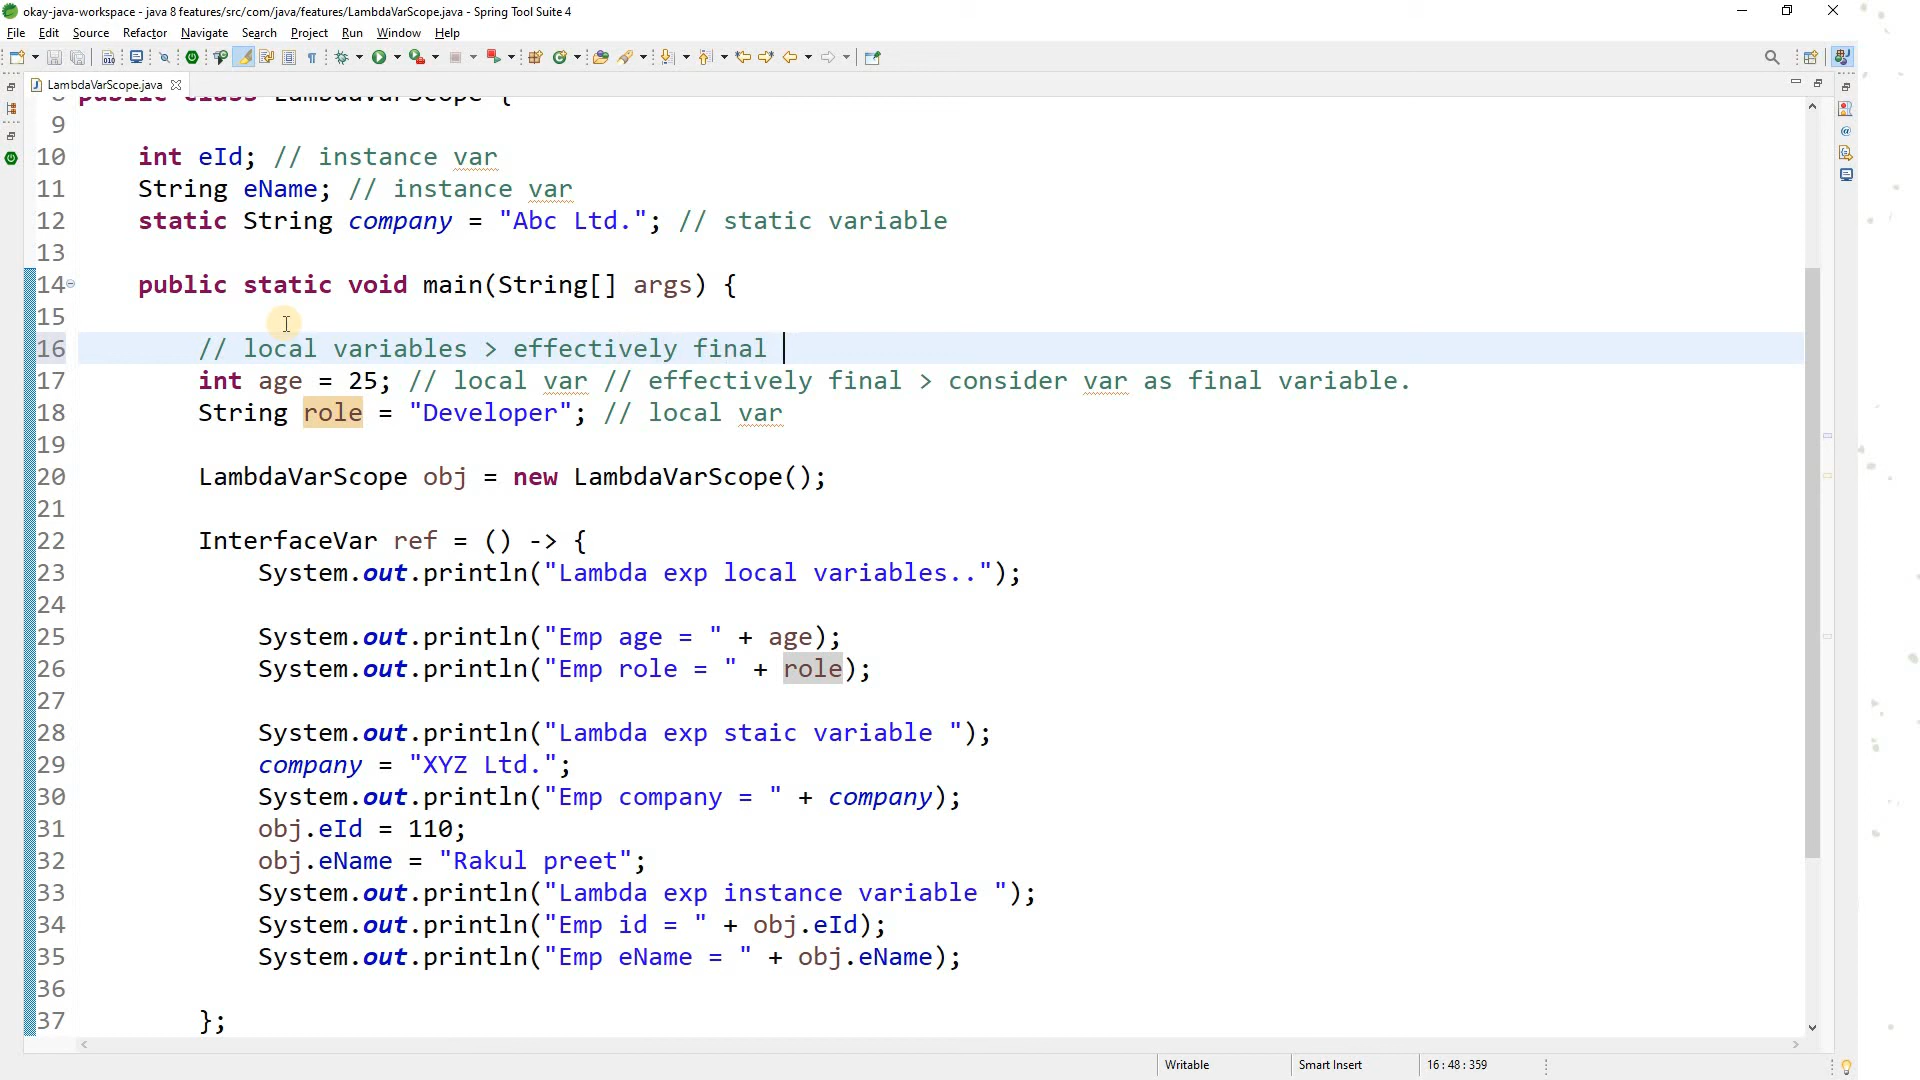 okay-java-workspace - java 8 features/src/com/java/features/LambdaVarScope.java - Spring Tool Suite 4
File Edit Source Refactor Navigate Search Project Run Window Help
LambdaVarScope.java
8 public class LambdaVarScope {
9
10 int eId; // instance var
11 String eName; // instance var
12 static String company = "Abc Ltd."; // static variable
13
14 public static void main(String[] args) {
15
16 // local variables > effectively final
17 int age = 25; // local var // effectively final > consider var as final variable.
18 String role = "Developer"; // local var
19
20 LambdaVarScope obj = new LambdaVarScope();
21
22 InterfaceVar ref = () -> {
23 System.out.println("Lambda exp local variables..");
24
25 System.out.println("Emp age = " + age);
26 System.out.println("Emp role = " + role);
27
28 System.out.println("Lambda exp staic variable ");
29 company = "XYZ Ltd.";
30 System.out.println("Emp company = " + company);
31 obj.eId = 110;
32 obj.eName = "Rakul preet";
33 System.out.println("Lambda exp instance variable ");
34 System.out.println("Emp id = " + obj.eId);
35 System.out.println("Emp eName = " + obj.eName);
36
37 };
Writable Smart Insert 16:48:359